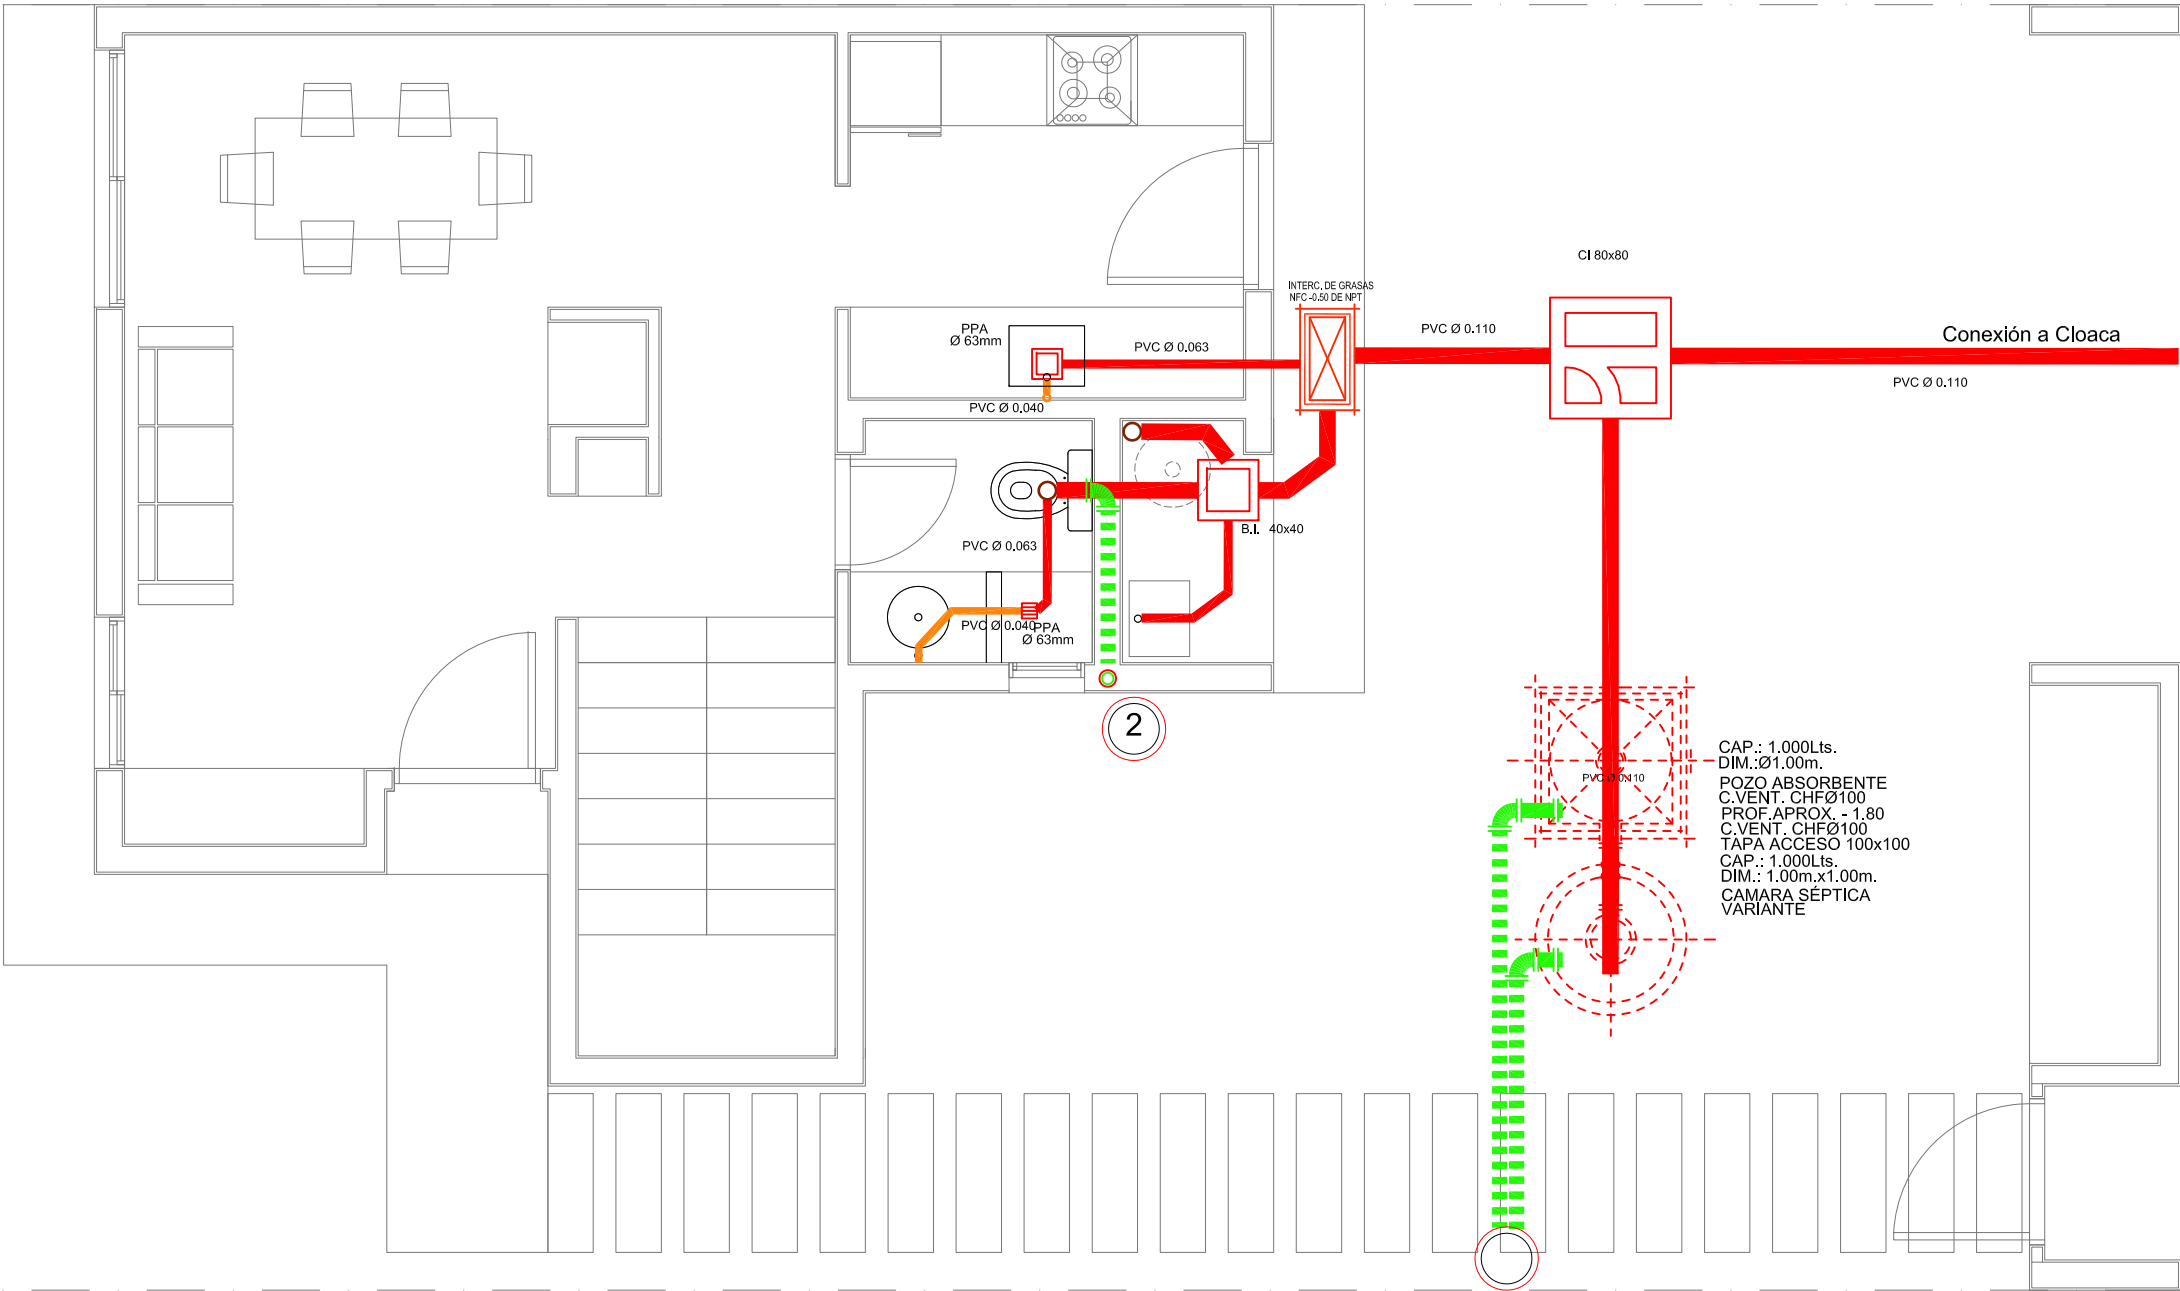 CI 80x80
INTERC. DE GRASAS
NFC -0.50 DE NPT
PPA
Ø 63mm
PVC Ø 0.063
PVC Ø 0.110
Conexión a Cloaca
PVC Ø 0.110
PVC Ø 0.040
B.I. 40x40
PVC Ø 0.063
PVC Ø 0.040
PPA
Ø 63mm
2
PVC Ø 0.110
CAP.: 1.000Lts.
DIM.:Ø1.00m.
POZO ABSORBENTE
C.VENT. CHFØ100
PROF.APROX. - 1.80
C.VENT. CHFØ100
TAPA ACCESO 100x100
CAP.: 1.000Lts.
DIM.: 1.00m.x1.00m.
CAMARA SÉPTICA
VARIANTE